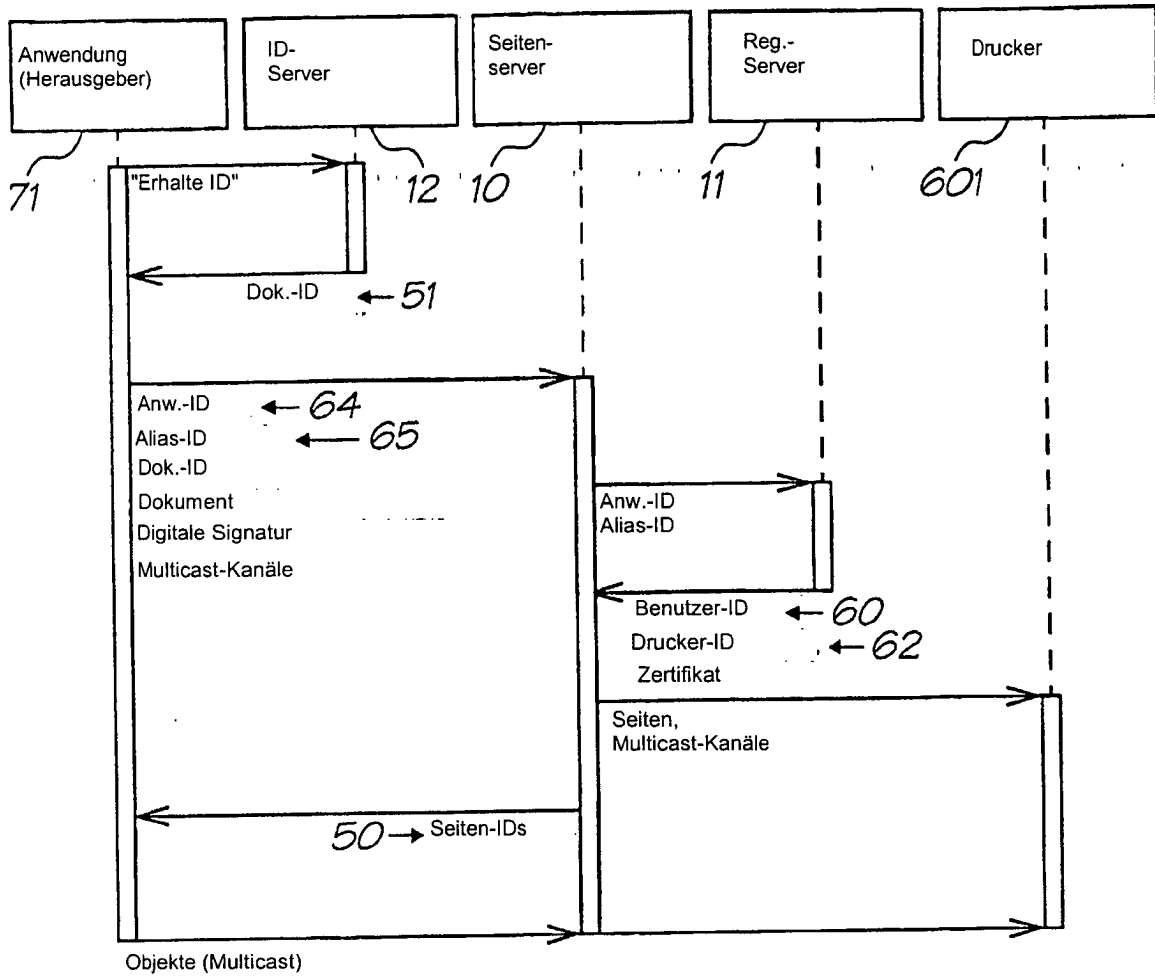 Anwendung
(Herausgeber)
ID-
Server
Seiten-
server
Reg.-
Server
Drucker
71
12
10
11
601
"Erhalte ID"
Dok.-ID
51
Anw.-ID
64
Alias-ID
65
Dok.-ID
Dokument
Digitale Signatur
Multicast-Kanäle
Anw.-ID
Alias-ID
Benutzer-ID
60
Drucker-ID
62
Zertifikat
Seiten,
Multicast-Kanäle
50
Seiten-IDs
Objekte (Multicast)